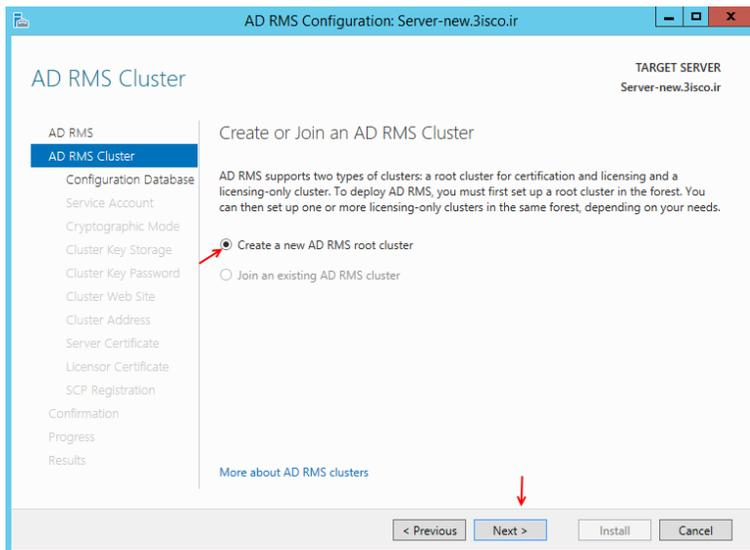 AD RMS Configuration: Server-new.3isco.ir
AD RMS Cluster
TARGET SERVER
Server-new.3isco.ir
AD RMS
AD RMS Cluster
Configuration Database
Service Account
Cryptographic Mode
Cluster Key Storage
Cluster Key Password
Cluster Web Site
Cluster Address
Server Certificate
Licensor Certificate
SCP Registration
Confirmation
Progress
Results
Create or Join an AD RMS Cluster
AD RMS supports two types of clusters: a root cluster for certification and licensing and a
licensing-only cluster. To deploy AD RMS, you must first set up a root cluster in the forest. You
can then set up one or more licensing-only clusters in the same forest, depending on your needs.
Create a new AD RMS root cluster
Join an existing AD RMS cluster
More about AD RMS clusters
< Previous
Next >
Install
Cancel